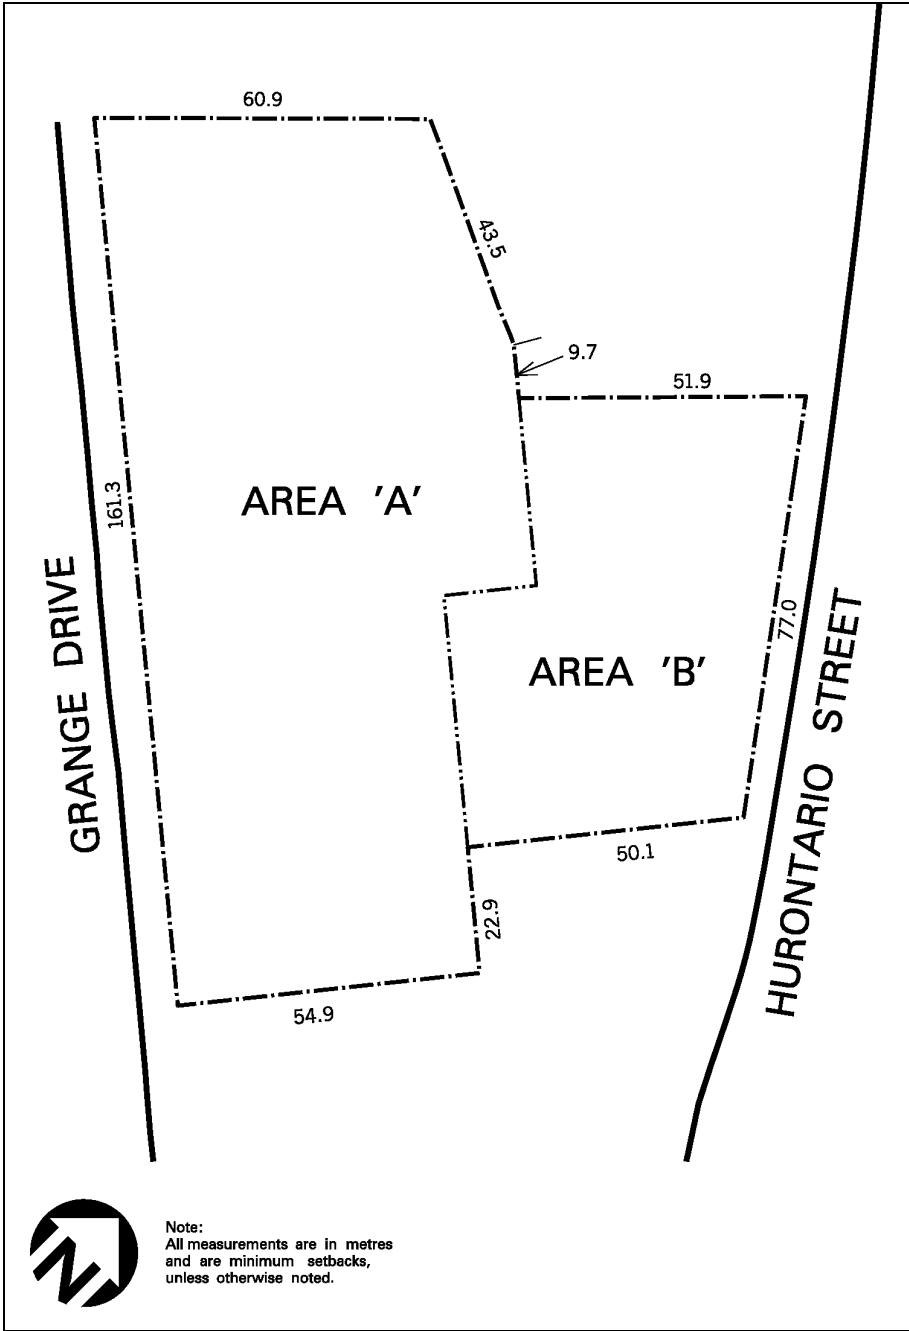 60.9
43.5
9.7
51.9
161.3
AREA 'A'
GRANGE DRIVE
77.0
AREA 'B'
HURONTARIO STREET
50.1
22.9
54.9
N
Note:
All measurements are in metres
and are minimum setbacks,
unless otherwise noted.